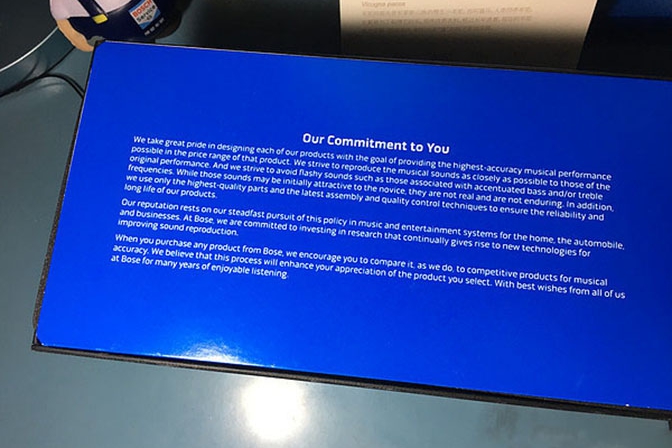 BOSCH
Vicugna pacos
Our Commitment to You
We take great pride in designing each of our products with the goal of providing the highest-accuracy musical performance
possible in the price range of that product. We strive to reproduce the musical sounds as closely as possible to those of the
original performance. And we strive to avoid flashy sounds such as those associated with accentuated bass and/or treble
frequencies. While those sounds may be initially attractive to the novice, they are not real and are not enduring. In addition,
we use only the highest-quality parts and the latest assembly and quality control techniques to ensure the reliability and
long life of our products.
Our reputation rests on our steadfast pursuit of this policy in music and entertainment systems for the home, the automobile,
and businesses. At Bose, we are committed to investing in research that continually gives rise to new technologies for
improving sound reproduction.
When you purchase any product from Bose, we encourage you to compare it, as we do, to competitive products for musical
accuracy. We believe that this process will enhance your appreciation of the product you select. With best wishes from all of us
at Bose for many years of enjoyable listening.